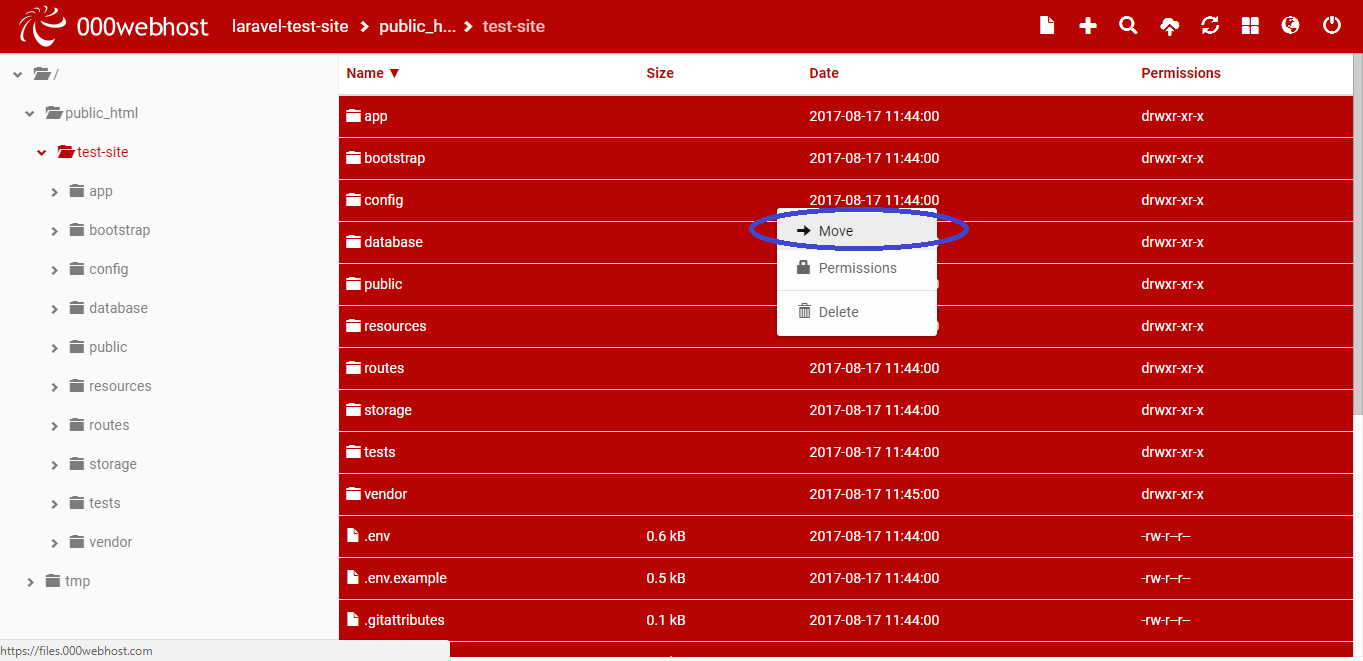 000webhost laravel-test-site > public_h... > test-site
/
public_html
test-site
app
bootstrap
config
database
public
resources
routes
storage
tests
vendor
tmp
Name ▼ Size Date Permissions
app 2017-08-17 11:44:00 drwxr-xr-x
bootstrap 2017-08-17 11:44:00 drwxr-xr-x
config 2017-08-17 11:44:00 drwxr-xr-x
database drwxr-xr-x
public drwxr-xr-x
resources drwxr-xr-x
routes 2017-08-17 11:44:00 drwxr-xr-x
storage 2017-08-17 11:44:00 drwxr-xr-x
tests 2017-08-17 11:44:00 drwxr-xr-x
vendor 2017-08-17 11:45:00 drwxr-xr-x
.env 0.6 kB 2017-08-17 11:44:00 -rw-r--r--
.env.example 0.5 kB 2017-08-17 11:44:00 -rw-r--r--
.gitattributes 0.1 kB 2017-08-17 11:44:00 -rw-r--r--
Move
Permissions
Delete
https://files.000webhost.com